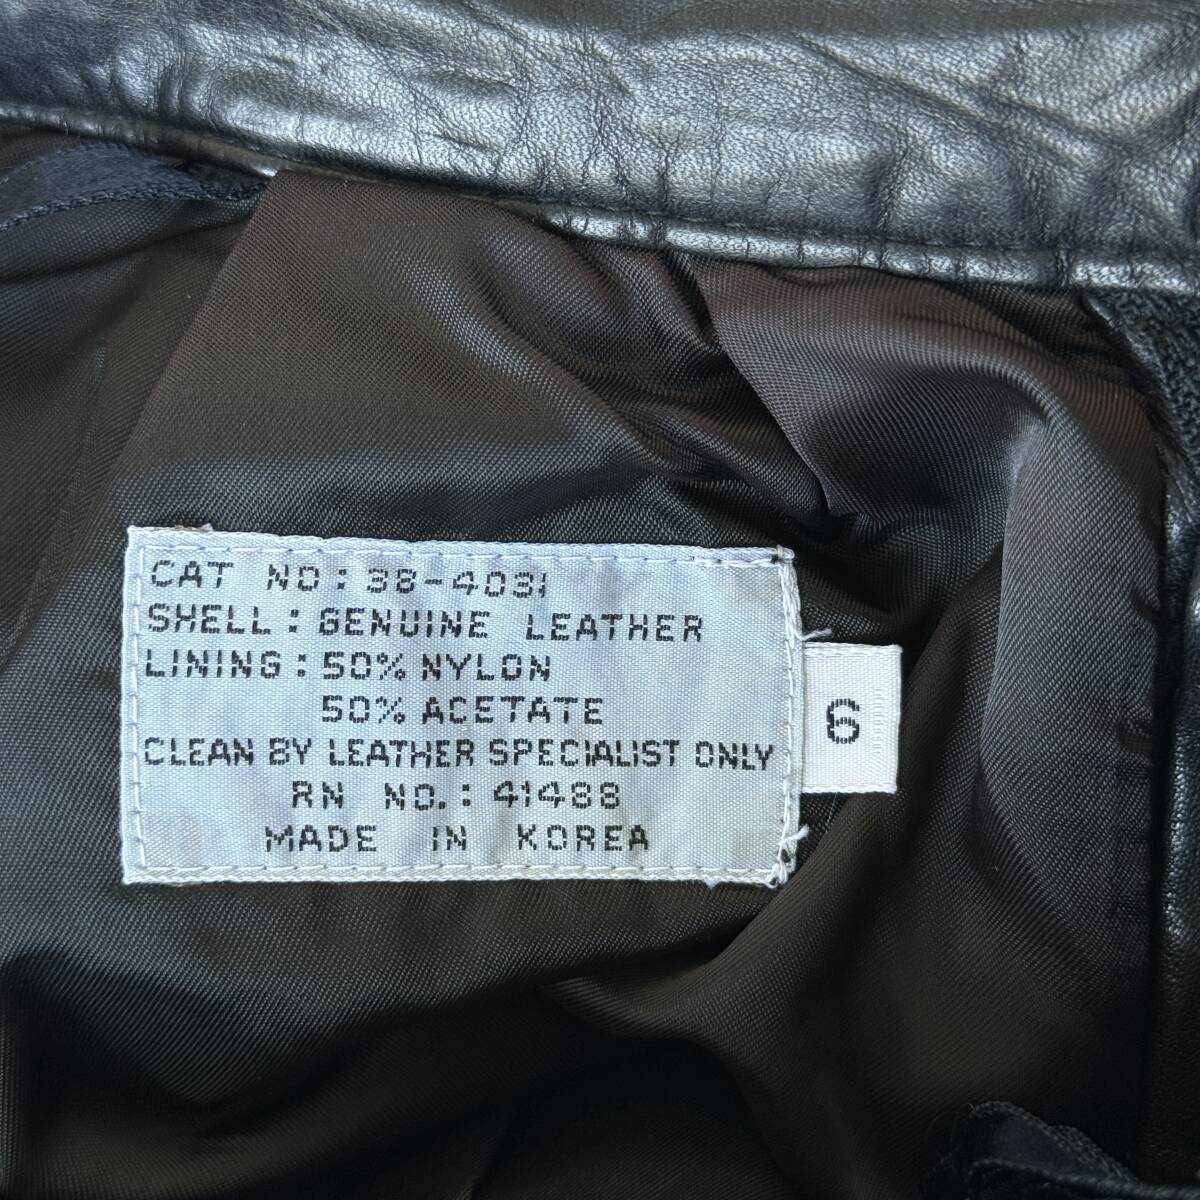 CAT NO: 38-4031
SHELL: GENUINE LEATHER
LINING: 50% NYLON
50% ACETATE
CLEAN BY LEATHER SPECIALIST ONLY
RN NO.: 41488
MADE IN KOREA
6